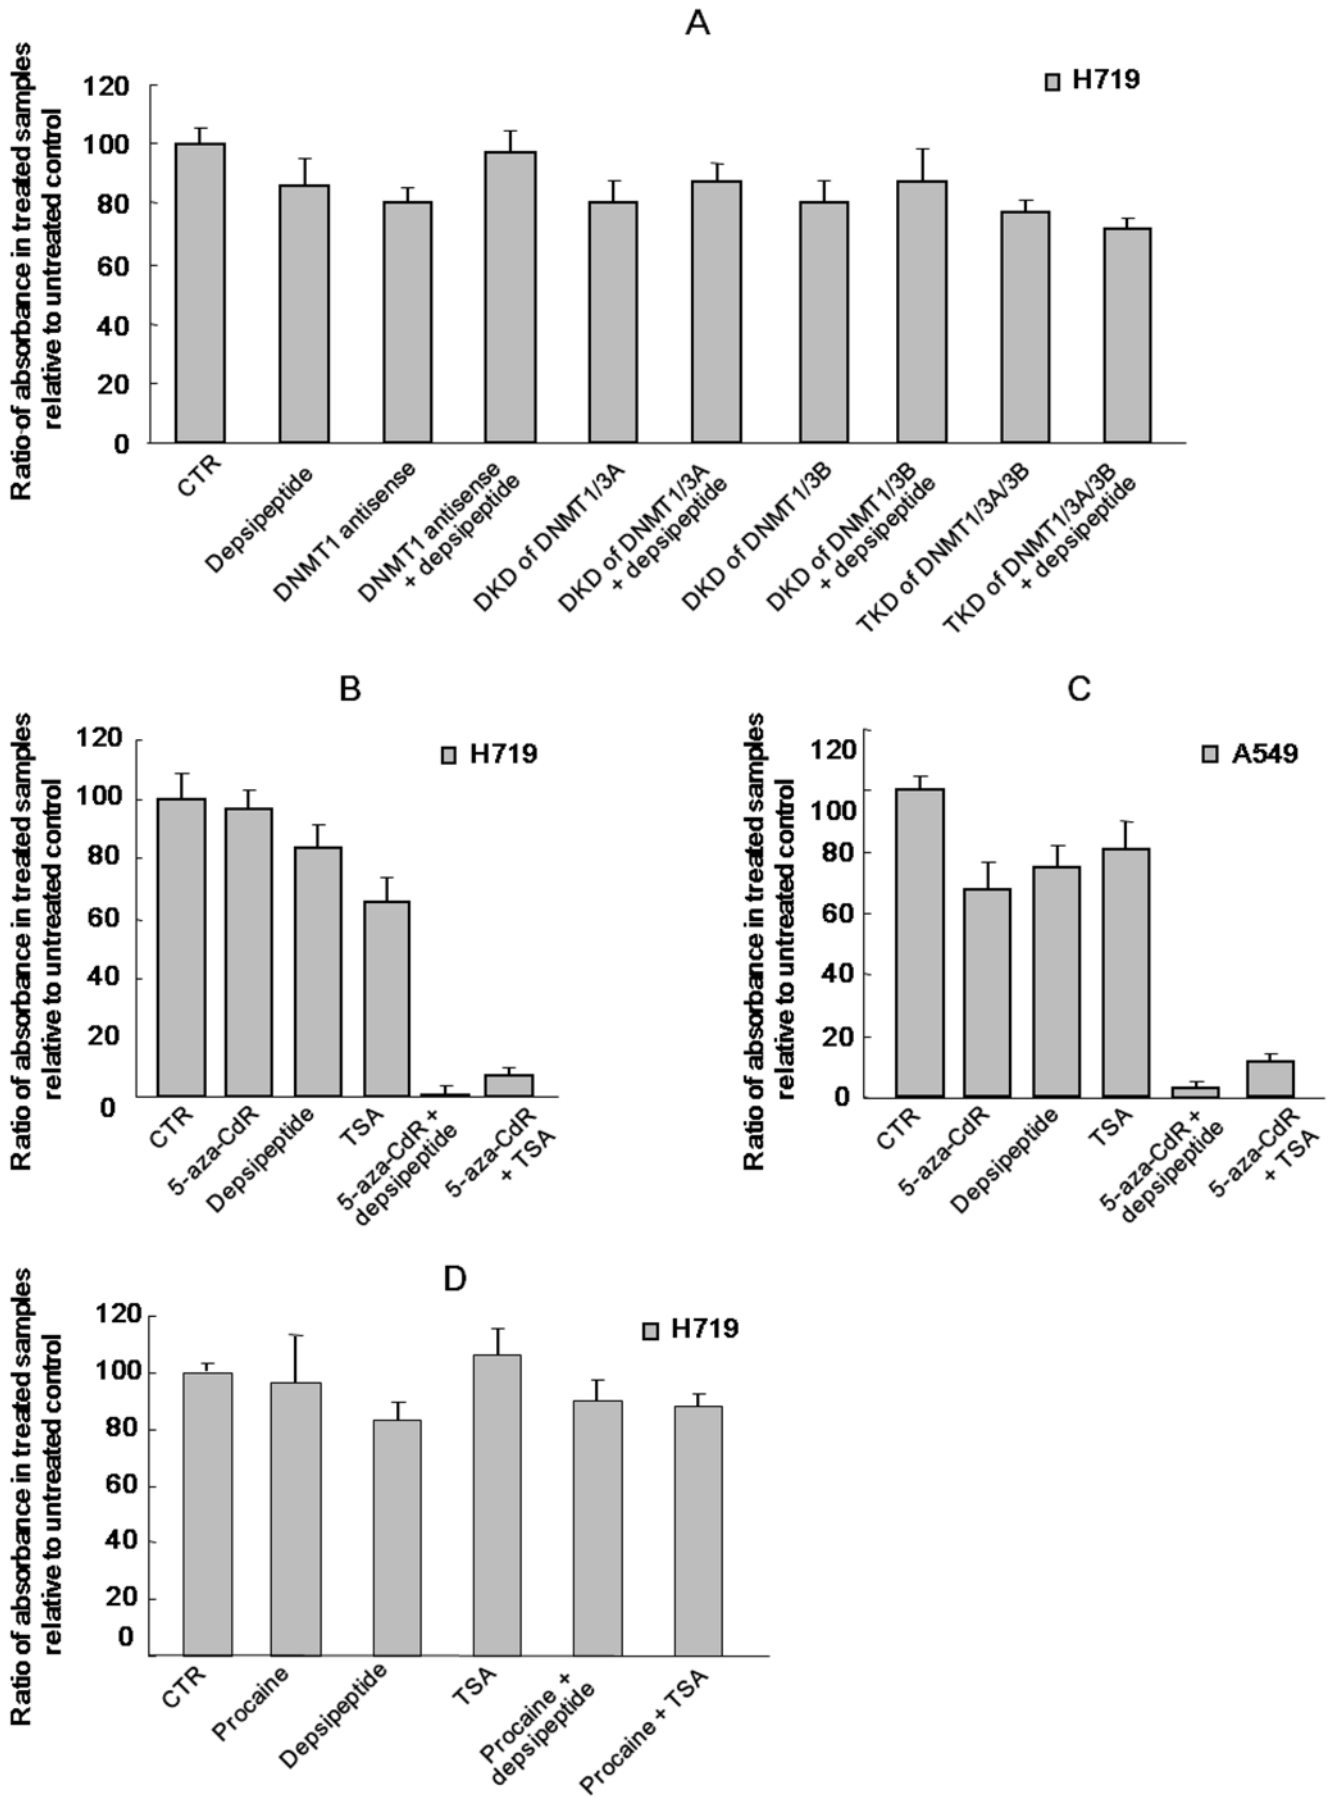 A
Ratio of absorbance in treated samples
relative to untreated control
120
100
80
60
40
20
0
H719
CTR
Depsipeptide
DNMT1 antisense
DNMT1 antisense
+ depsipeptide
DKD of DNMT1/3A
DKD of DNMT1/3A
+ depsipeptide
DKD of DNMT1/3B
DKD of DNMT1/3B
+ depsipeptide
TKD of DNMT1/3A/3B
TKD of DNMT1/3A/3B
+ depsipeptide
B
Ratio of absorbance in treated samples
relative to untreated control
120
100
80
60
40
20
0
H719
CTR
5-aza-CdR
Depsipeptide
TSA
5-aza-CdR +
depsipeptide
5-aza-CdR
+ TSA
C
Ratio of absorbance in treated samples
relative to untreated control
120
100
80
60
40
20
0
A549
CTR
5-aza-CdR
Depsipeptide
TSA
5-aza-CdR +
depsipeptide
5-aza-CdR
+ TSA
D
Ratio of absorbance in treated samples
relative to untreated control
120
100
80
60
40
20
0
H719
CTR
Procaine
Depsipeptide
TSA
Procaine +
depsipeptide
Procaine + TSA